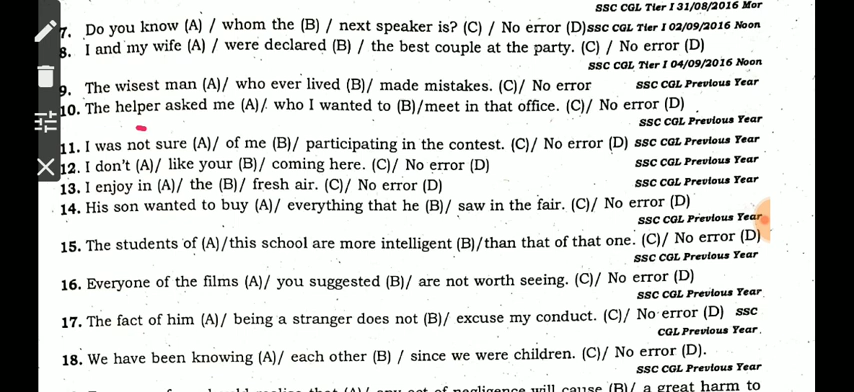 SSC CGL Tier I 31/08/2016 Mor
7. Do you know (A) / whom the (B) / next speaker is? (C) / No error (D)SSC CGL Tier I 02/09/2016 Noon
8. I and my wife (A) / were declared (B) / the best couple at the party. (C) / No error (D)
SSC CGL Tier I 04/09/2016 Noon
9. The wisest man (A)/ who ever lived (B)/ made mistakes. (C)/ No error SSC CGL Previous Year
10. The helper asked me (A)/ who I wanted to (B)/meet in that office. (C)/ No error (D)
SSC CGL Previous Year
11. I was not sure (A)/ of me (B)/ participating in the contest. (C)/ No error (D) SSC CGL Previous Year
12. I don't (A)/ like your (B)/ coming here. (C)/ No error (D) SSC CGL Previous Year
13. I enjoy in (A)/ the (B)/ fresh air. (C)/ No error (D) SSC CGL Previous Year
14. His son wanted to buy (A)/ everything that he (B)/ saw in the fair. (C)/ No error (D)
SSC CGL Previous Year
15. The students of (A)/this school are more intelligent (B)/than that of that one. (C)/ No error (D)
SSC CGL Previous Year
16. Everyone of the films (A)/ you suggested (B)/ are not worth seeing. (C)/ No error (D)
SSC CGL Previous Year
17. The fact of him (A)/ being a stranger does not (B)/ excuse my conduct. (C)/ No error (D) SSC
CGL Previous Year.
18. We have been knowing (A)/ each other (B) / since we were children. (C)/ No error (D).
SSC CGL Previous Year
(A)/ any act of negligence will cause (B)/ a great harm to